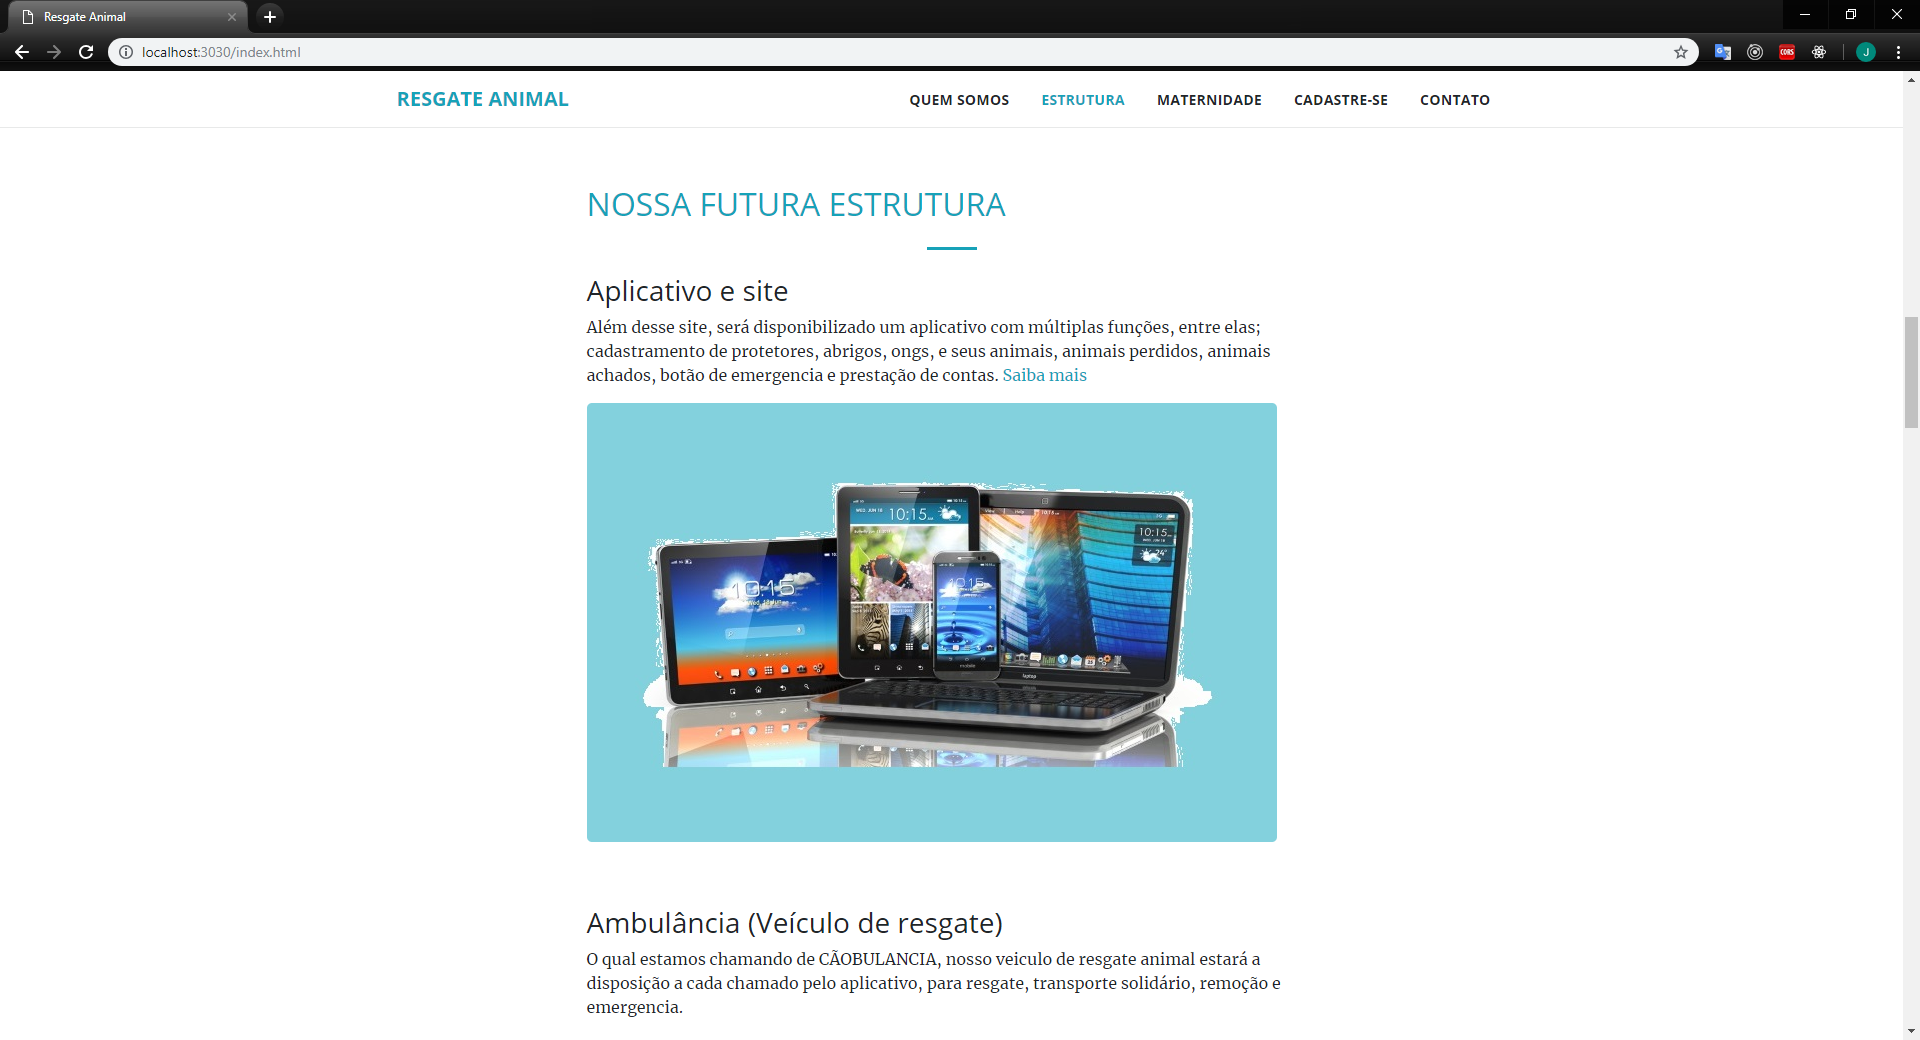 Resgate Animal
localhost:3030/index.html
CORS
J
RESGATE ANIMAL
QUEM SOMOS
ESTRUTURA
MATERNIDADE
CADASTRE-SE
CONTATO
NOSSA FUTURA ESTRUTURA
Aplicativo e site
Além desse site, será disponibilizado um aplicativo com múltiplas funções, entre elas;
cadastramento de protetores, abrigos, ongs, e seus animais, animais perdidos, animais
achados, botão de emergencia e prestação de contas. Saiba mais
10:15
10:15
10:15
10:15
mobile
laptop
Ambulância (Veículo de resgate)
O qual estamos chamando de CÃOBULANCIA, nosso veiculo de resgate animal estará a
disposição a cada chamado pelo aplicativo, para resgate, transporte solidário, remoção e
emergencia.